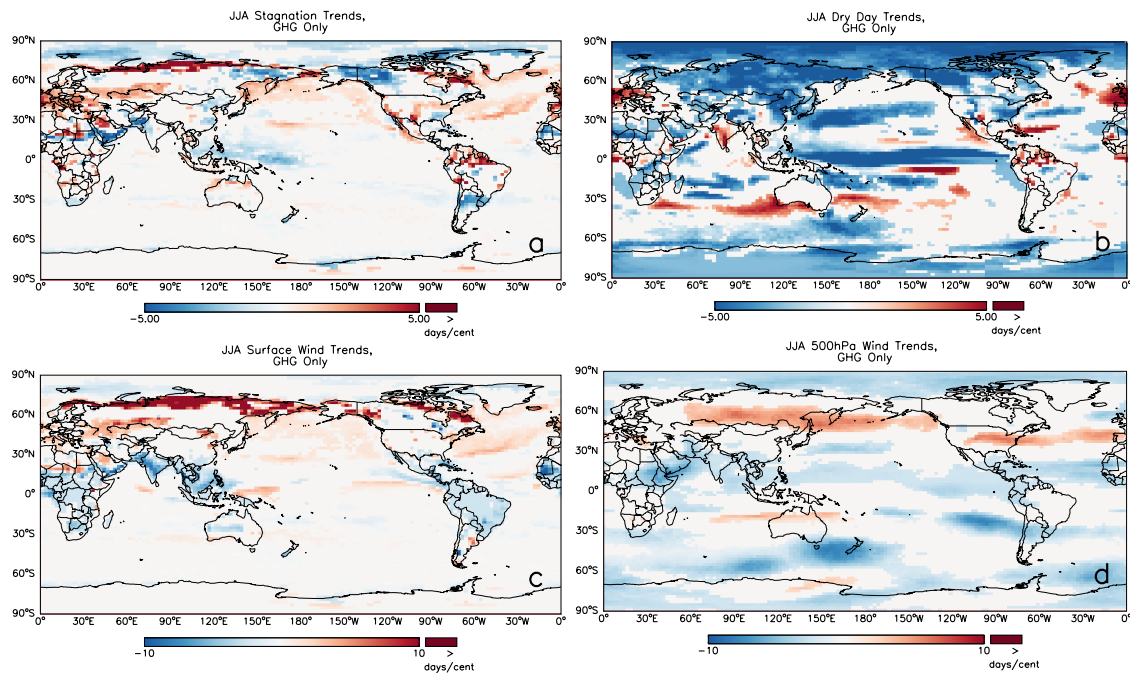 JJA Stagnation Trends,
GHG Only
90°N
60°N
30°N
0°
30°S
60°S
90°S
a
0° 30°E 60°E 90°E 120°E 150°E 180° 150°W 120°W 90°W 60°W 30°W 0°
-5.00 5.00 >
days/cent
JJA Dry Day Trends,
GHG Only
90°N
60°N
30°N
0°
30°S
60°S
90°S
b
0° 30°E 60°E 90°E 120°E 150°E 180° 150°W 120°W 90°W 60°W 30°W 0°
-5.00 5.00 >
days/cent
JJA Surface Wind Trends,
GHG Only
90°N
60°N
30°N
0°
30°S
60°S
90°S
c
0° 30°E 60°E 90°E 120°E 150°E 180° 150°W 120°W 90°W 60°W 30°W 0°
-10 10 >
days/cent
JJA 500hPa Wind Trends,
GHG Only
90°N
60°N
30°N
0°
30°S
60°S
90°S
d
0° 30°E 60°E 90°E 120°E 150°E 180° 150°W 120°W 90°W 60°W 30°W 0°
-10 10 >
days/cent